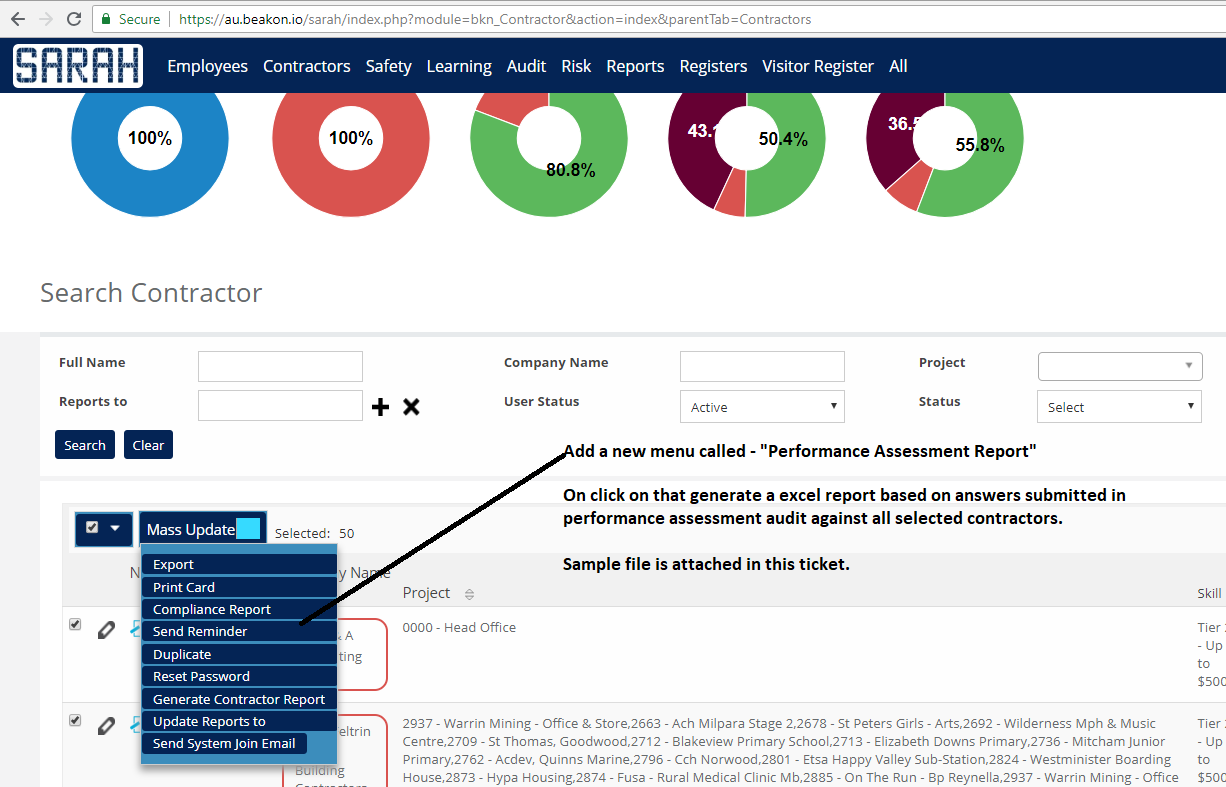 Secure https://au.beakon.io/sarah/index.php?module=bkn_Contractor&action=index&parentTab=Contractors
SARAH Employees Contractors Safety Learning Audit Risk Reports Registers Visitor Register All
100% 100% 80.8% 43. 50.4% 36. 55.8%
Search Contractor
Full Name Company Name Project
Reports to User Status Active Status Select
Search Clear
Add a new menu called - "Performance Assessment Report"
On click on that generate a excel report based on answers submitted in
performance assessment audit against all selected contractors.
Sample file is attached in this ticket.
Mass Update Selected: 50
Export
Print Card
Compliance Report
Send Reminder
Duplicate
Reset Password
Generate Contractor Report
Update Reports to
Send System Join Email
N y Name Project Skill
& A 0000 - Head Office Tier
ting - Up
to
$500
eltrin 2937 - Warrin Mining - Office & Store,2663 - Ach Milpara Stage 2,2678 - St Peters Girls - Arts,2692 - Wilderness Mph & Music Tier
Centre,2709 - St Thomas, Goodwood,2712 - Blakeview Primary School,2713 - Elizabeth Downs Primary,2736 - Mitcham Junior - Up
Building Primary,2762 - Acdev, Quinns Marine,2796 - Cch Norwood,2801 - Etsa Happy Valley Sub-Station,2824 - Westminster Boarding to
Contractors House,2873 - Hypa Housing,2874 - Fusa - Rural Medical Clinic Mb,2885 - On The Run - Bp Reynella,2937 - Warrin Mining - Office $500